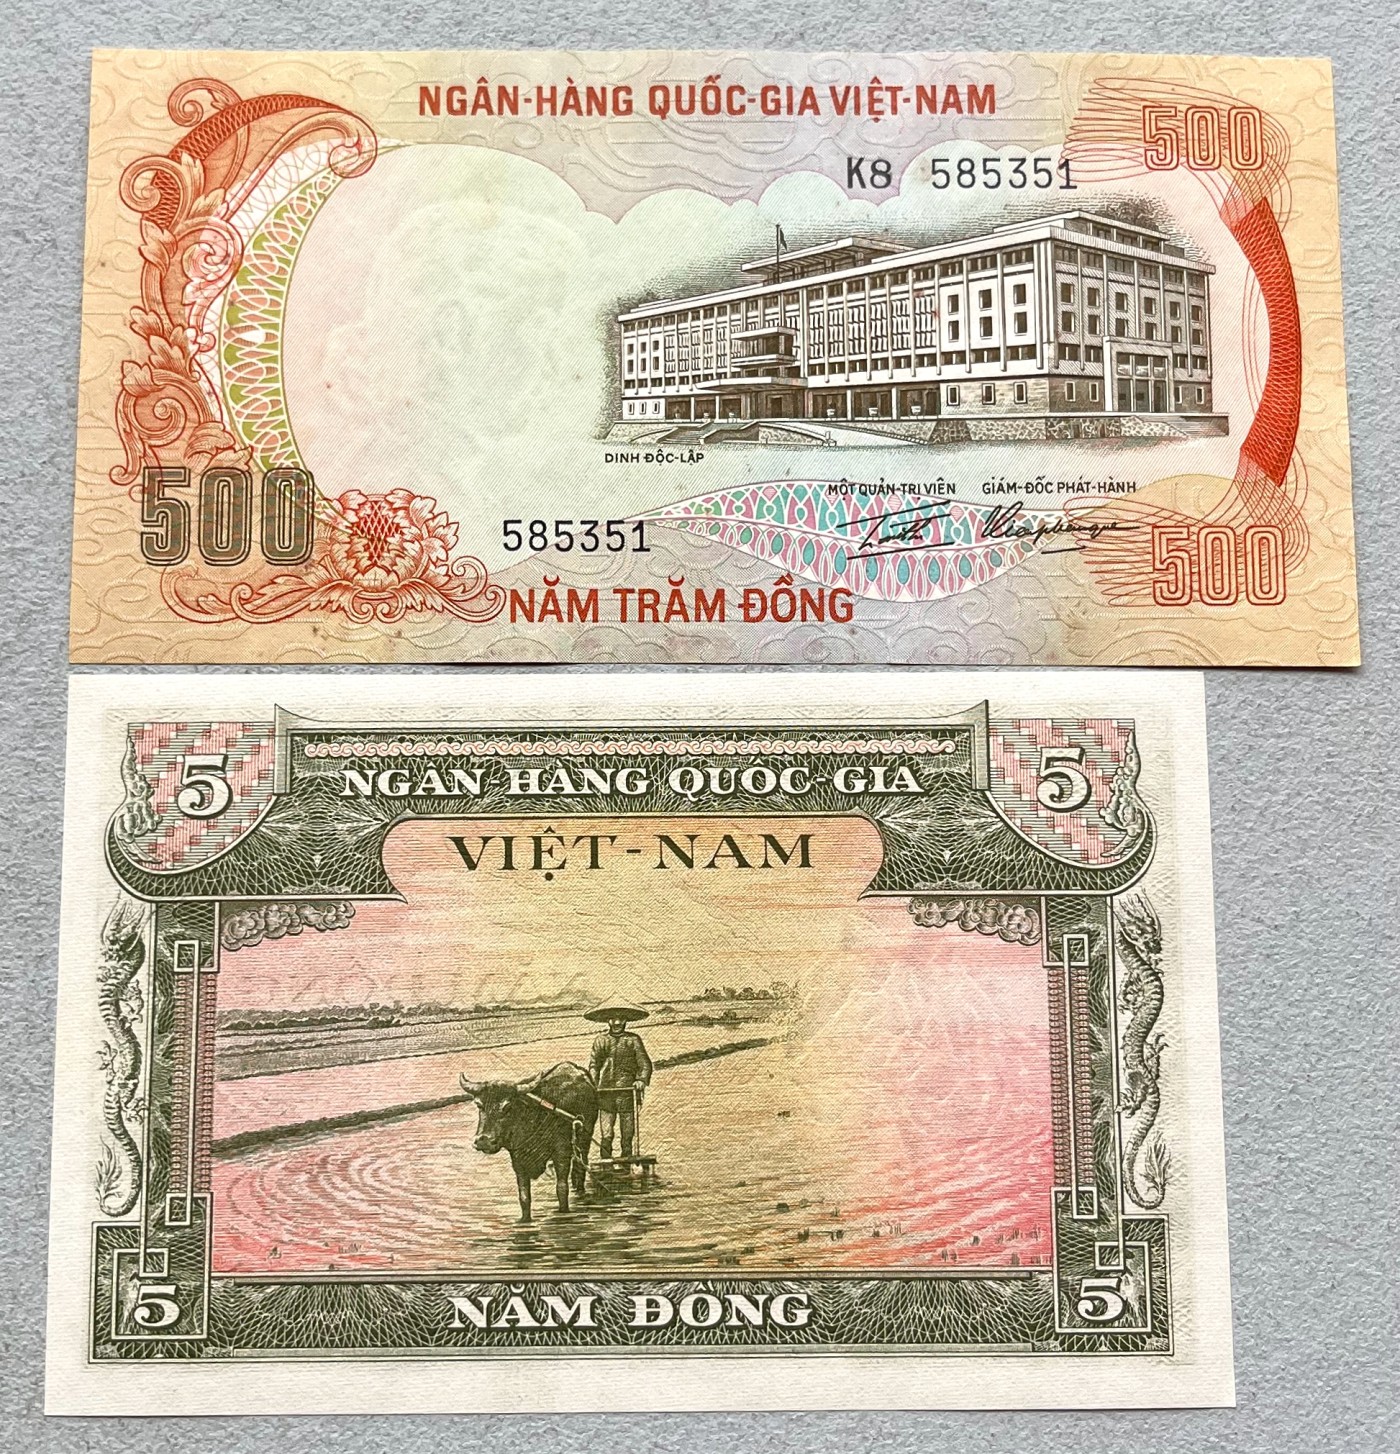 NGÂN-HÀNG QUỐC-GIA VIỆT-NAM
500
K8 585351
DINH ĐỘC-LẬP
MỘT QUẢN-TRỊ VIÊN GIÁM-ĐỐC PHÁT-HÀNH
500
585351
500
NĂM TRĂM ĐỒNG
5
NGÂN-HÀNG QUỐC-GIA
5
VIỆT-NAM
5
NĂM ĐỒNG
5